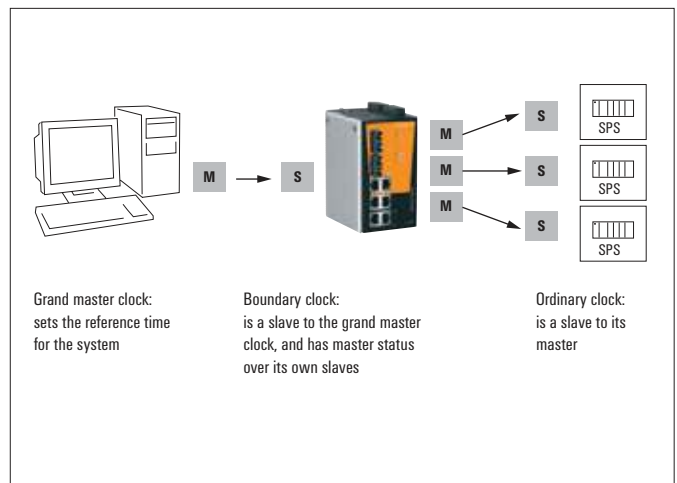 M
S
M
M
M
S
S
S
SPS
SPS
SPS
Grand master clock:
sets the reference time
for the system
Boundary clock:
is a slave to the grand master
clock, and has master status
over its own slaves
Ordinary clock:
is a slave to its
master